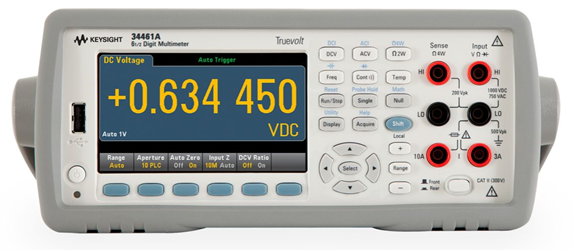 KEYSIGHT 34461A
6½ Digit Multimeter
Truevolt
DC Voltage
Auto Trigger
+0.634 450
VDC
Auto 1V
Range Aperture Auto Zero Input Z DCV Ratio
Auto 10 PLC Off On 10M Auto Off On
DCI ACI Ω4W
DCV ACV Ω2W
Freq Cont Temp
Reset Probe Hold Math
Run/Stop Single Null
Utility Help
Display Acquire Shift
Local
+
Select Range
-
Sense
Ω4W
Input
VΩ
HI HI
200 Vpk
1000 VDC
750 VAC
LO LO
500 Vpk
10A I 3A
Front
Rear
CAT II (300V)